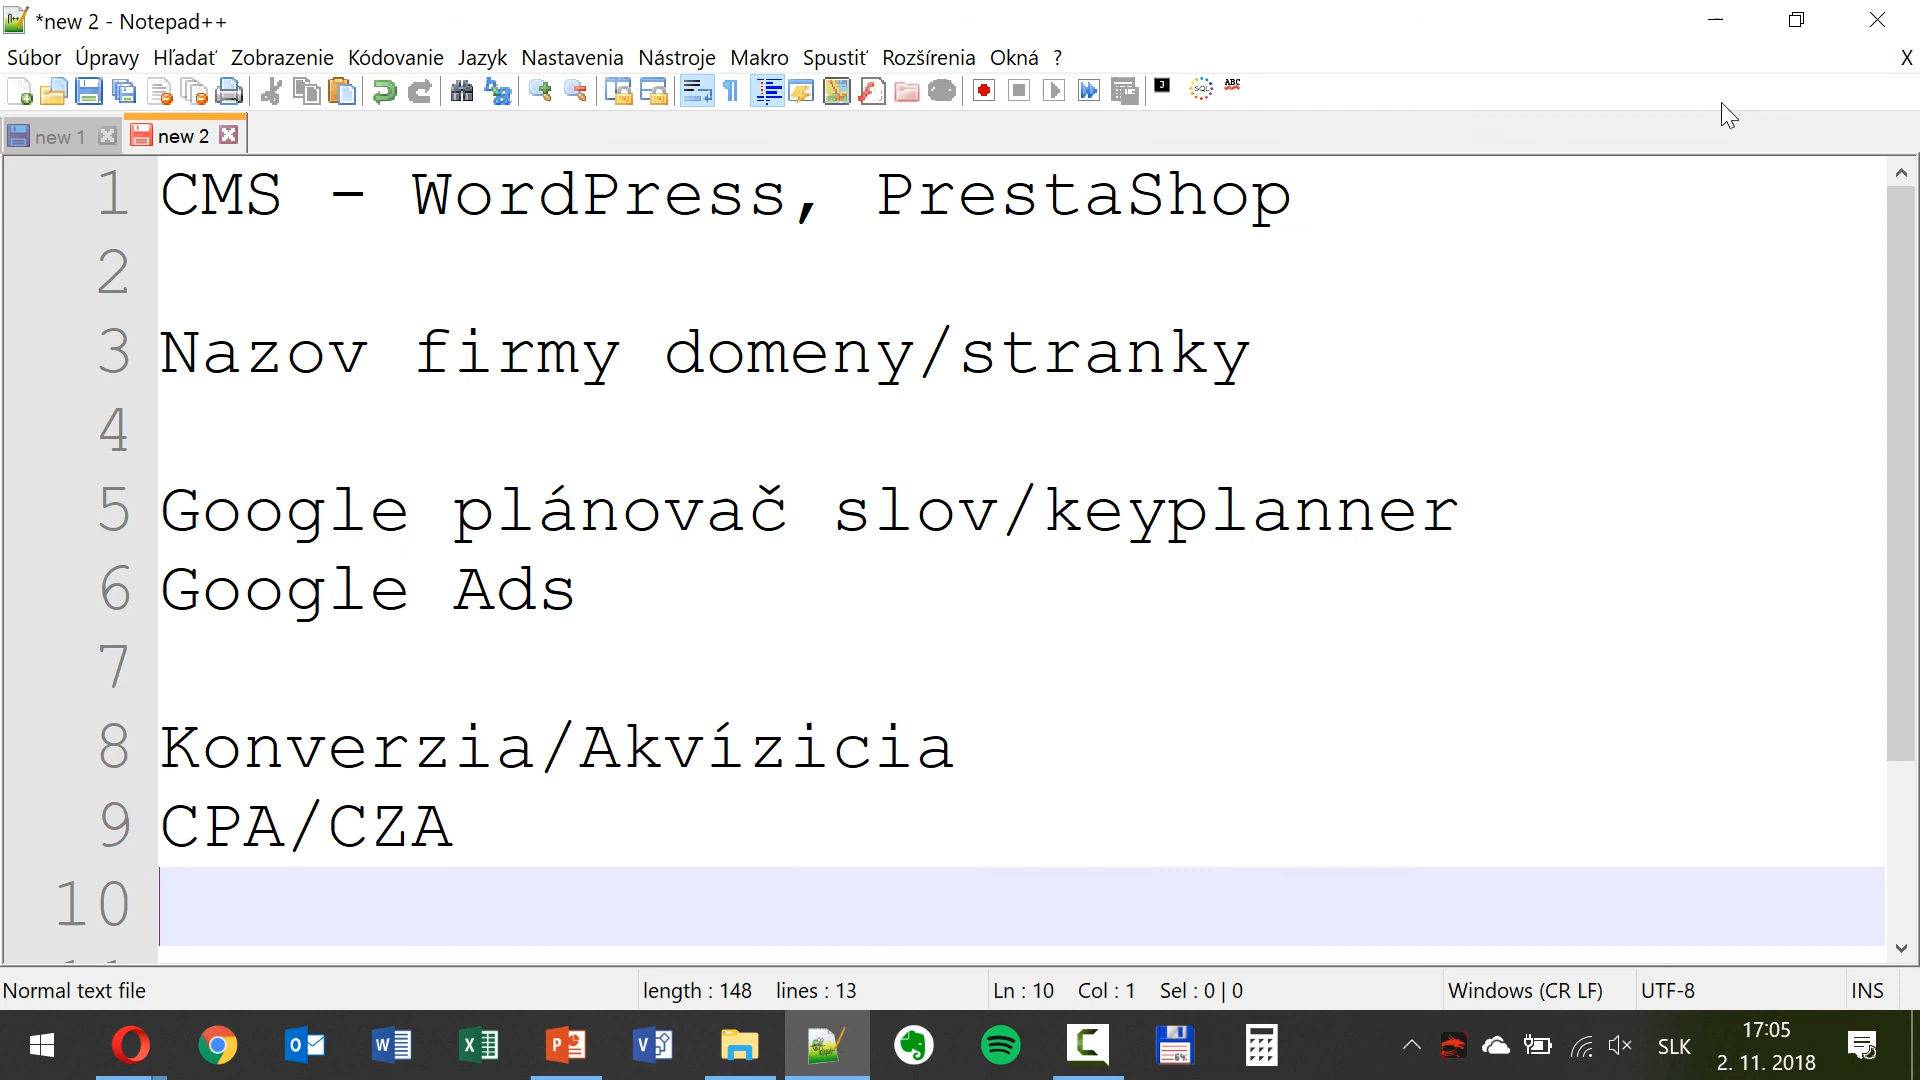 *new 2 - Notepad++
Súbor Úpravy Hľadať Zobrazenie Kódovanie Jazyk Nastavenia Nástroje Makro Spustiť Rozšírenia Okná ? X
new 1 new 2
1 CMS - WordPress, PrestaShop
2
3 Nazov firmy domeny/stranky
4
5 Google plánovač slov/keyplanner
6 Google Ads
7
8 Konverzia/Akvízicia
9 CPA/CZA
10
Normal text file length : 148 lines : 13 Ln : 10 Col : 1 Sel : 0 | 0 Windows (CR LF) UTF-8 INS
SLK 17:05
2. 11. 2018